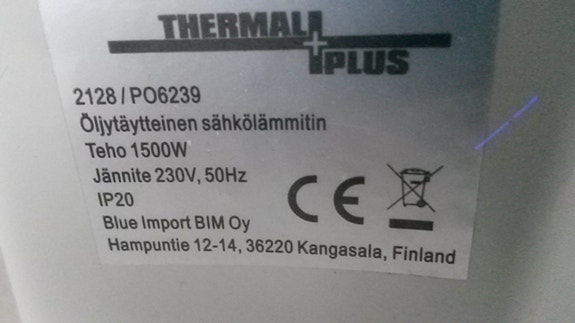 THERMAL
PLUS
2128 / PO6239
Öljytäytteinen sähkölämmitin
Teho 1500W
Jännite 230V, 50Hz
IP20
Blue Import BIM Oy
Hampuntie 12-14, 36220 Kangasala, Finland
CE